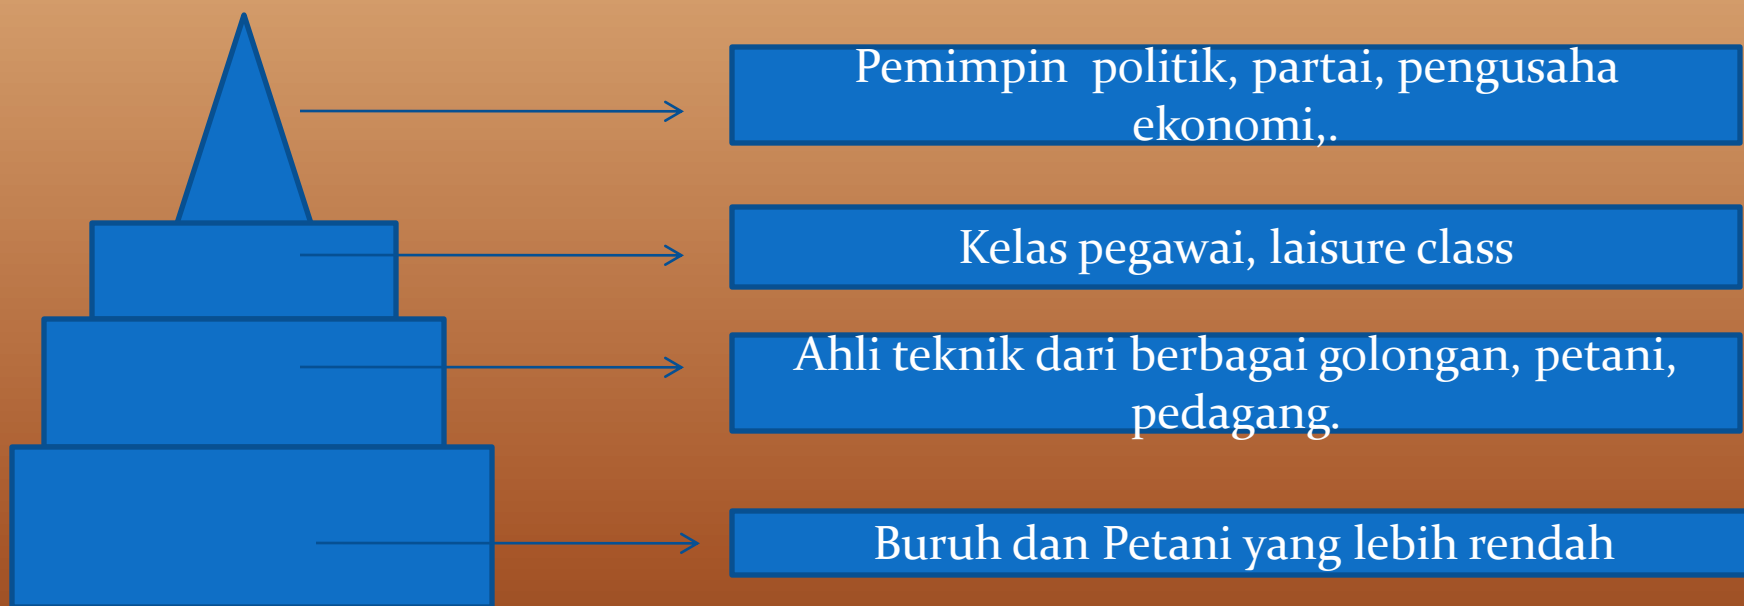 Pemimpin politik, partai, pengusaha
ekonomi,.
Kelas pegawai, laisure class
Ahli teknik dari berbagai golongan, petani,
pedagang.
Buruh dan Petani yang lebih rendah